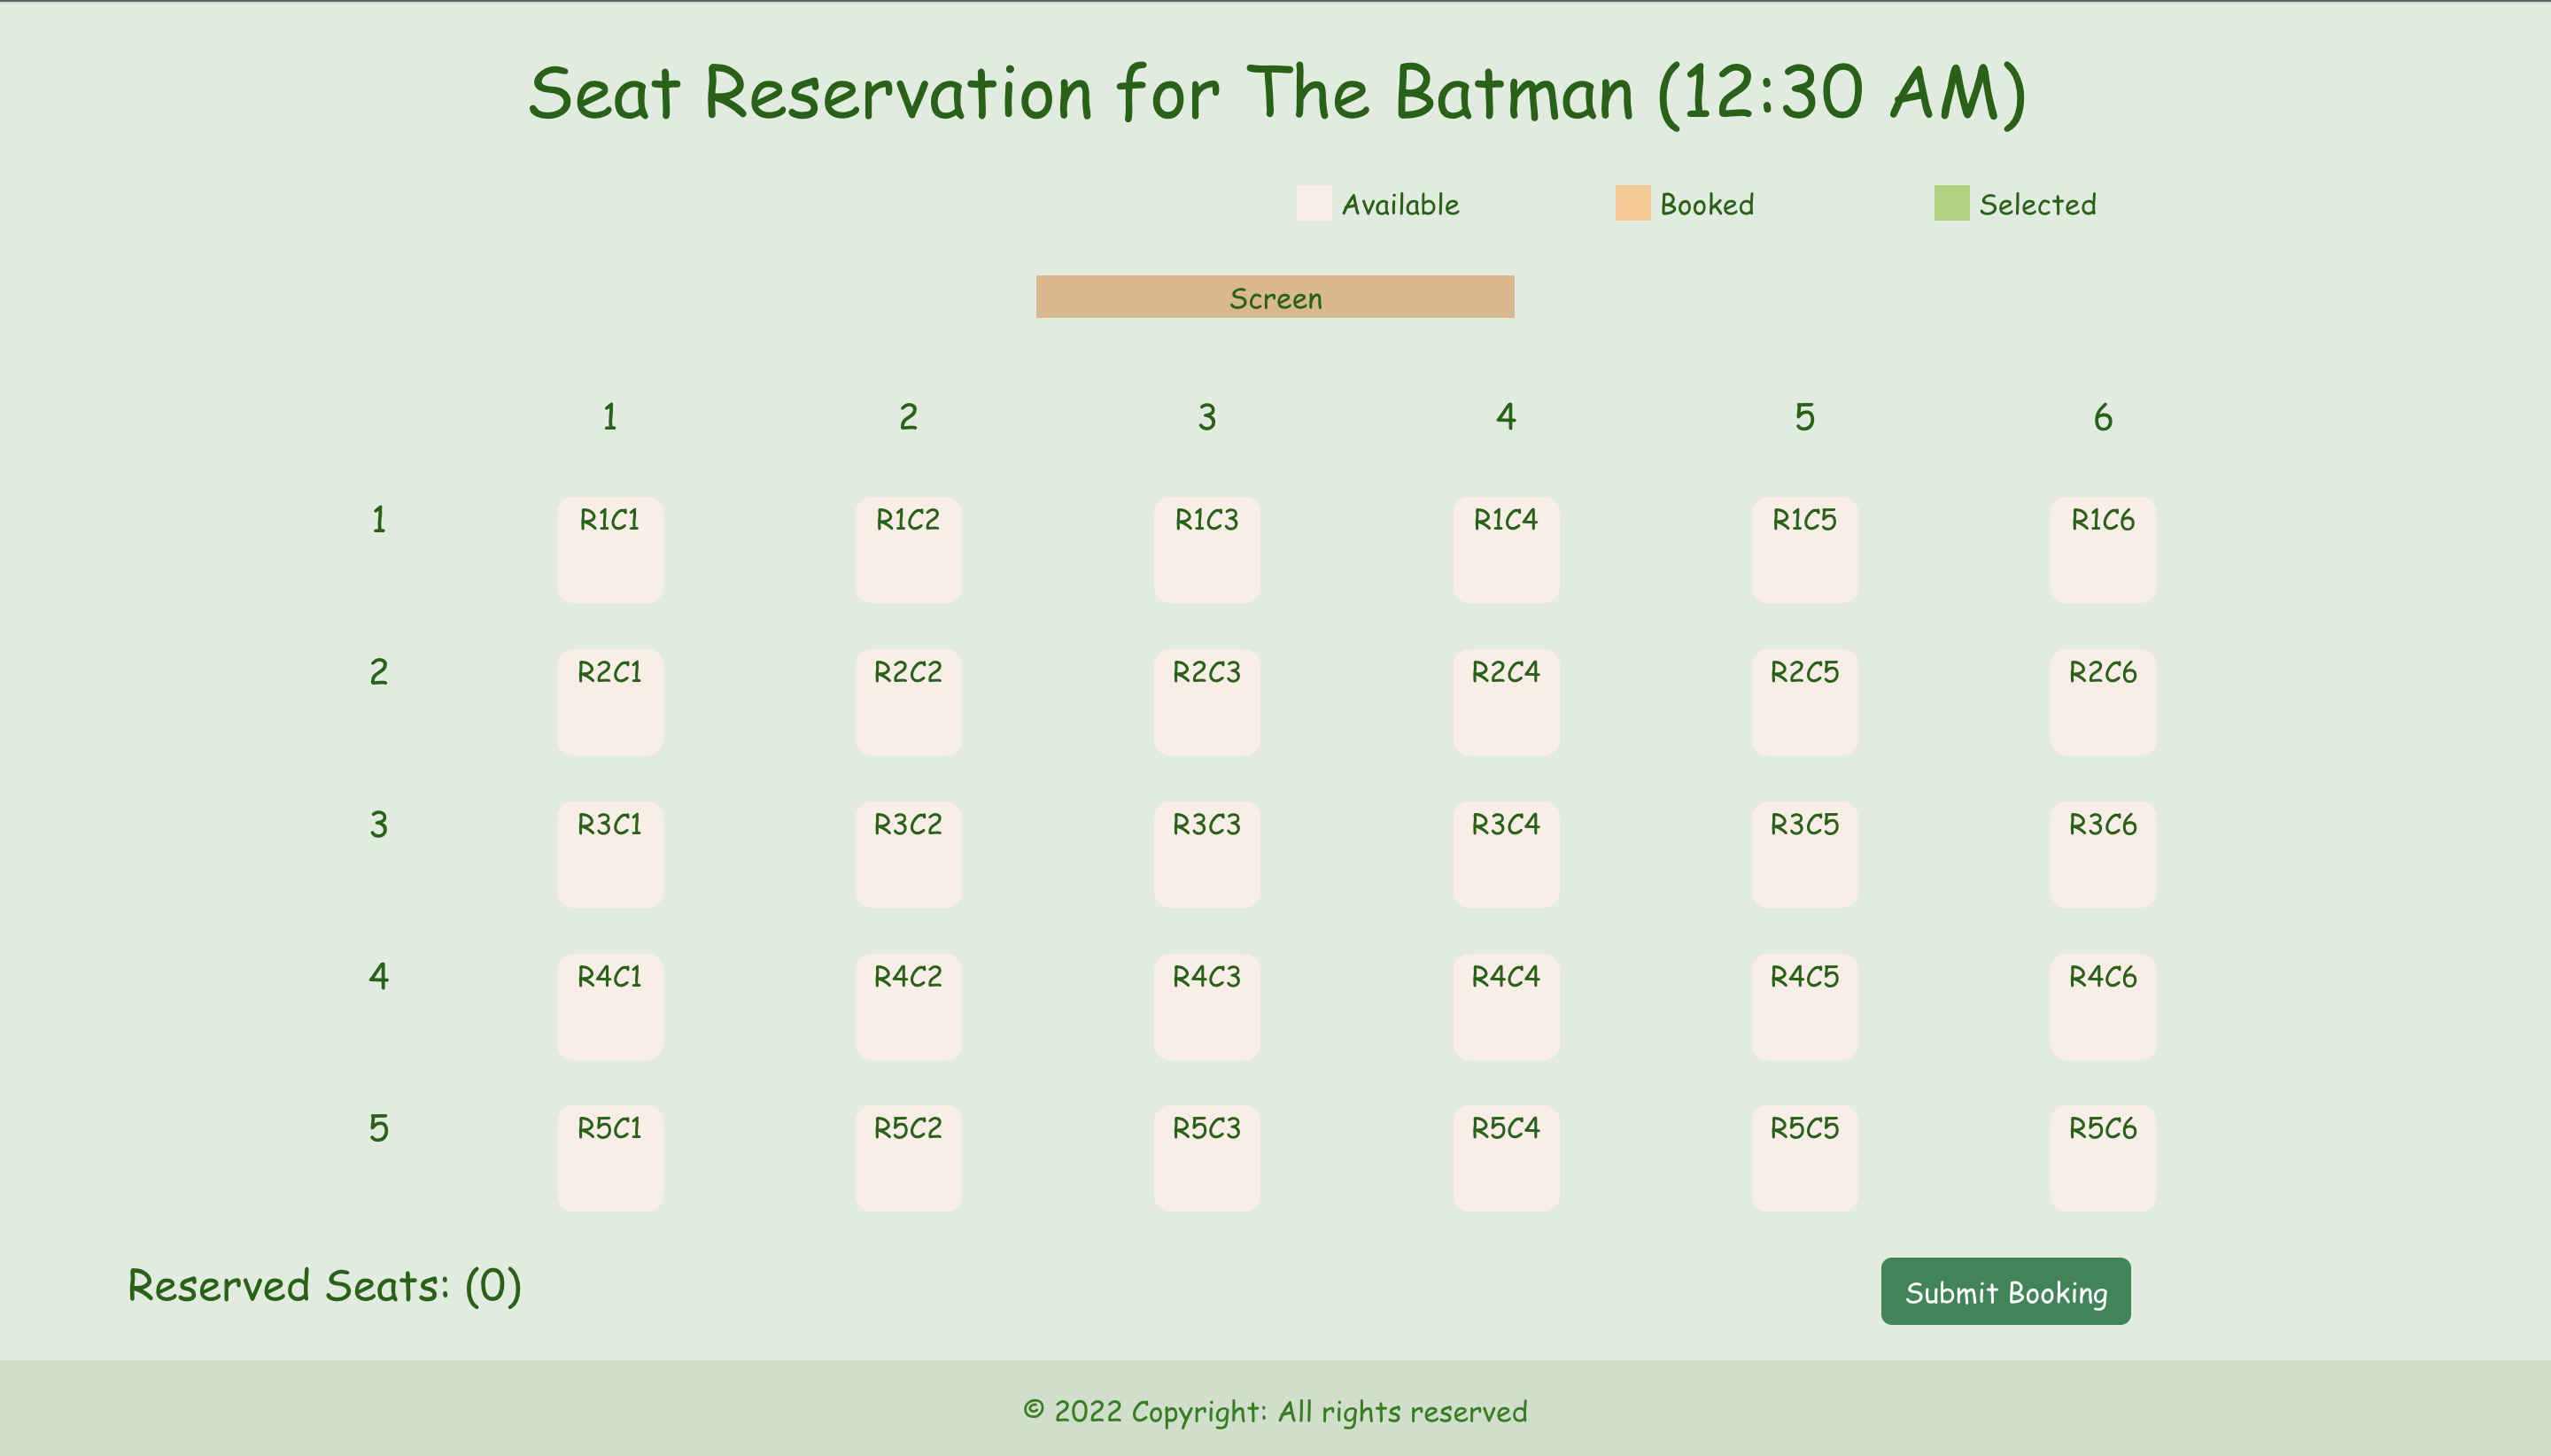 Seat Reservation for The Batman (12:30 AM)
Available Booked Selected
Screen
1 2 3 4 5 6
1 R1C1 R1C2 R1C3 R1C4 R1C5 R1C6
2 R2C1 R2C2 R2C3 R2C4 R2C5 R2C6
3 R3C1 R3C2 R3C3 R3C4 R3C5 R3C6
4 R4C1 R4C2 R4C3 R4C4 R4C5 R4C6
5 R5C1 R5C2 R5C3 R5C4 R5C5 R5C6
Reserved Seats: (0) Submit Booking
© 2022 Copyright: All rights reserved